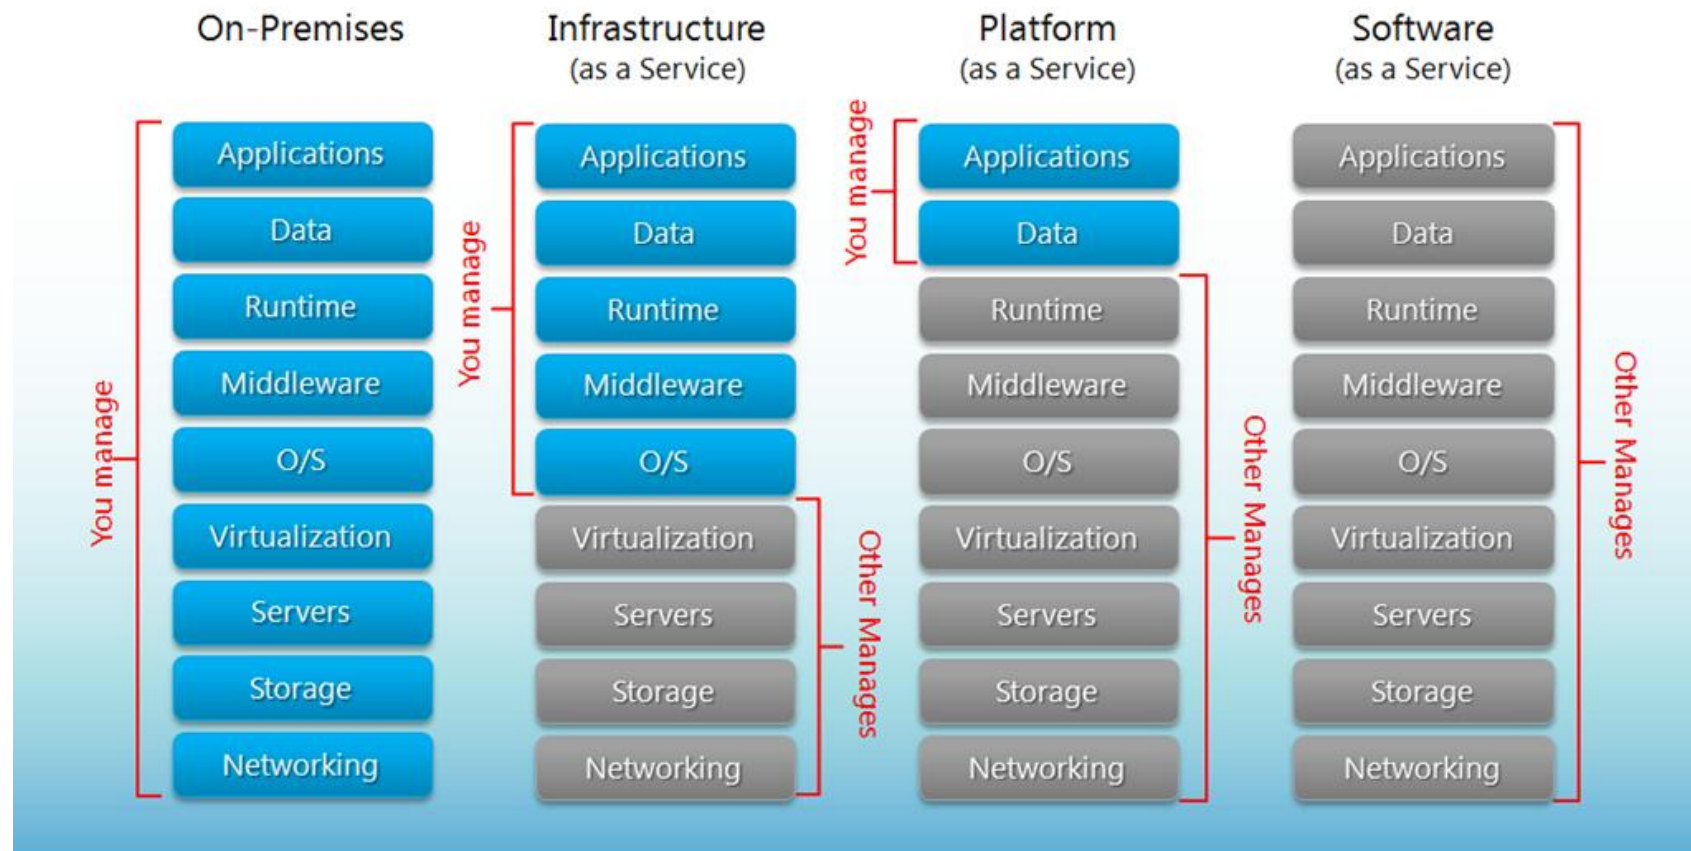 On-Premises
Applications
Data
Runtime
Middleware
O/S
Virtualization
Servers
Storage
Networking
You manage
Infrastructure
(as a Service)
Applications
Data
Runtime
Middleware
O/S
Virtualization
Servers
Storage
Networking
You manage
Other Manages
Platform
(as a Service)
Applications
Data
Runtime
Middleware
O/S
Virtualization
Servers
Storage
Networking
You manage
Other Manages
Software
(as a Service)
Applications
Data
Runtime
Middleware
O/S
Virtualization
Servers
Storage
Networking
Other Manages